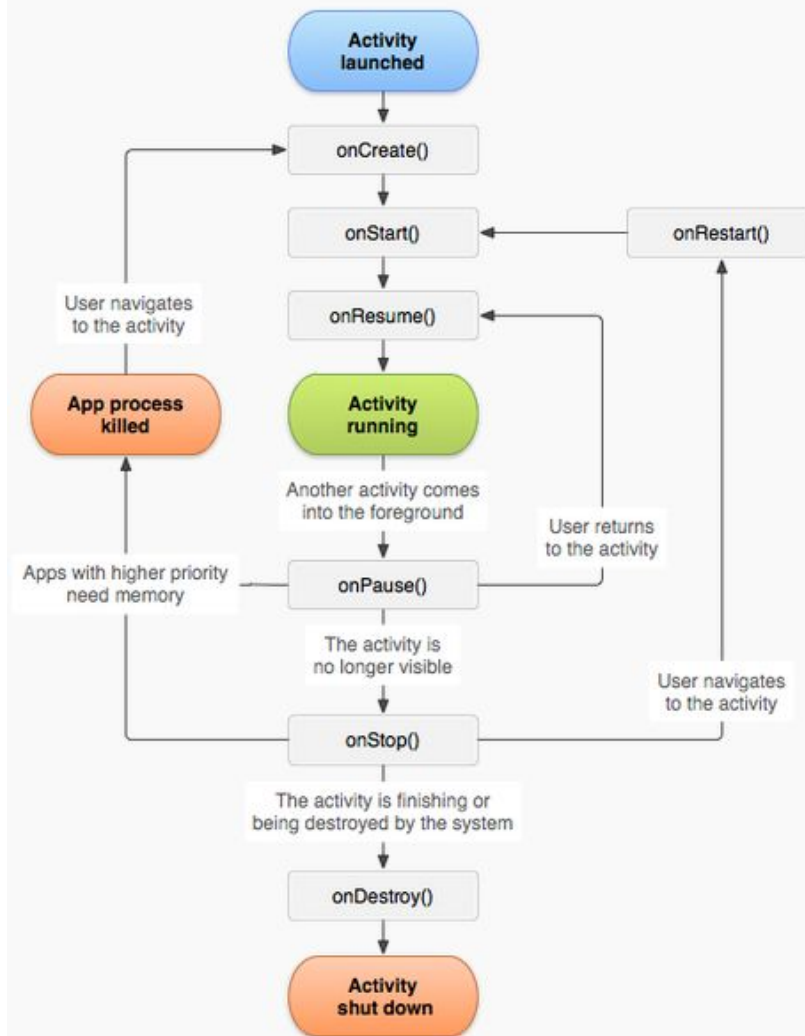 Activity
launched
onCreate()
onStart()
onRestart()
User navigates
to the activity
onResume()
App process
killed
Activity
running
Another activity comes
into the foreground
User returns
to the activity
Apps with higher priority
need memory
onPause()
The activity is
no longer visible
User navigates
to the activity
onStop()
The activity is finishing or
being destroyed by the system
onDestroy()
Activity
shut down